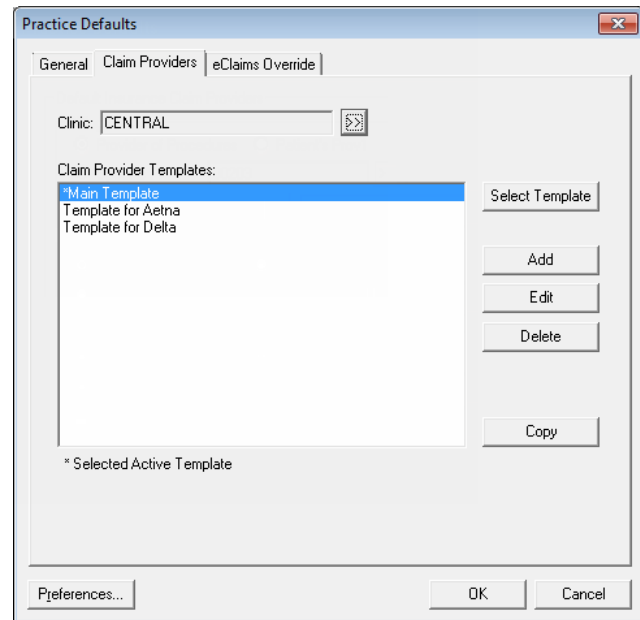 Practice Defaults
General Claim Providers eClaims Override
Clinic: CENTRAL >>
Claim Provider Templates:
*Main Template
Template for Aetna
Template for Delta
Select Template
Add
Edit
Delete
Copy
* Selected Active Template
Preferences... OK Cancel